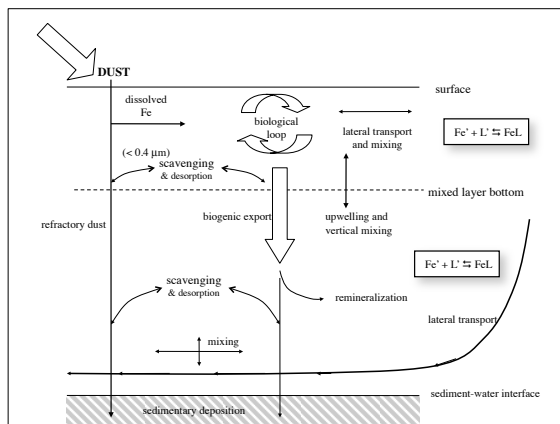 DUST
surface
dissolved
Fe
biological
loop
lateral transport
and mixing
Fe' + L' ⇆ FeL
(< 0.4 µm)
scavenging
& desorption
mixed layer bottom
refractory dust
biogenic export
upwelling and
vertical mixing
Fe' + L' ⇆ FeL
scavenging
& desorption
remineralization
lateral transport
mixing
sediment-water interface
sedimentary deposition